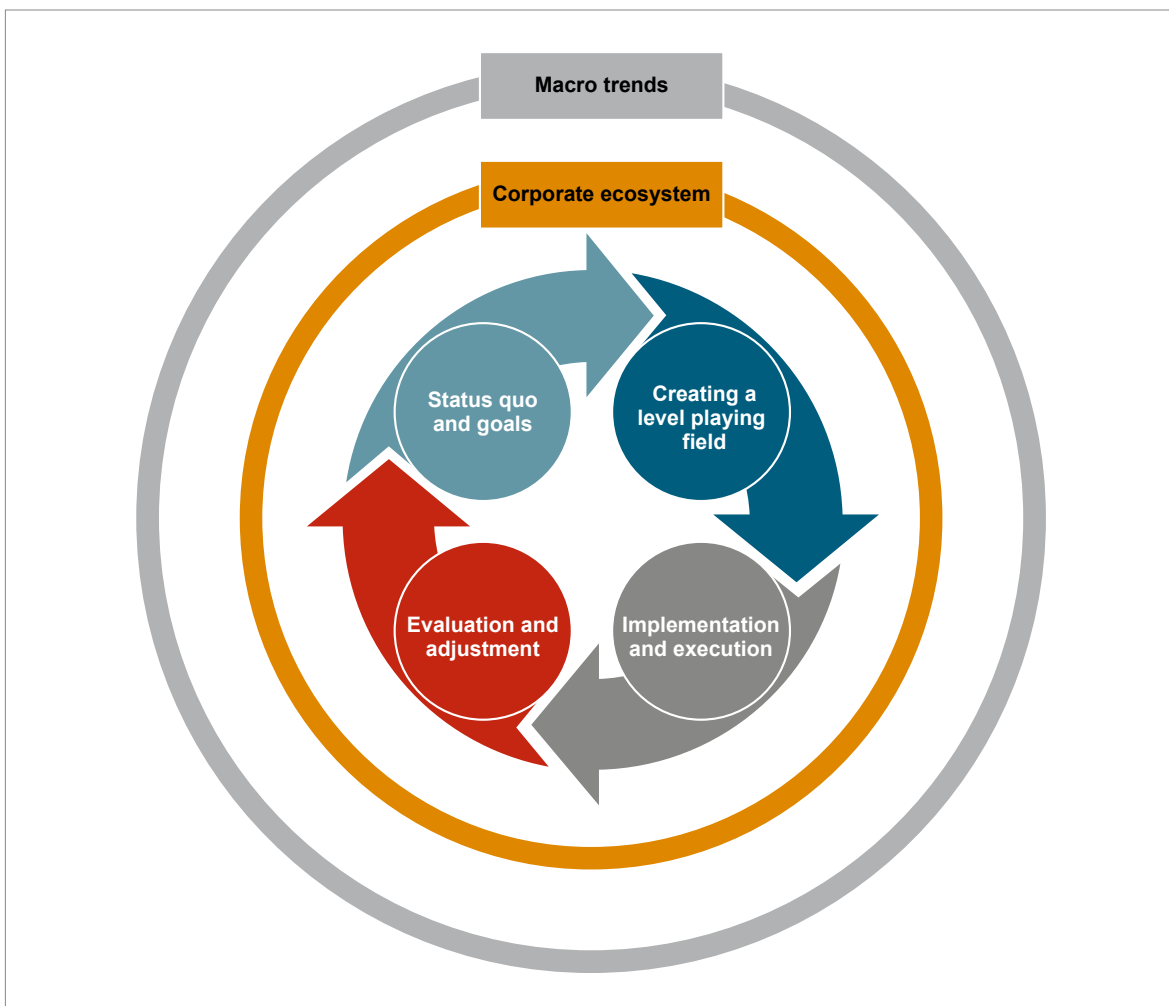 Macro trends
Corporate ecosystem
Status quo
and goals
Creating a
level playing
field
Evaluation and
adjustment
Implementation
and execution